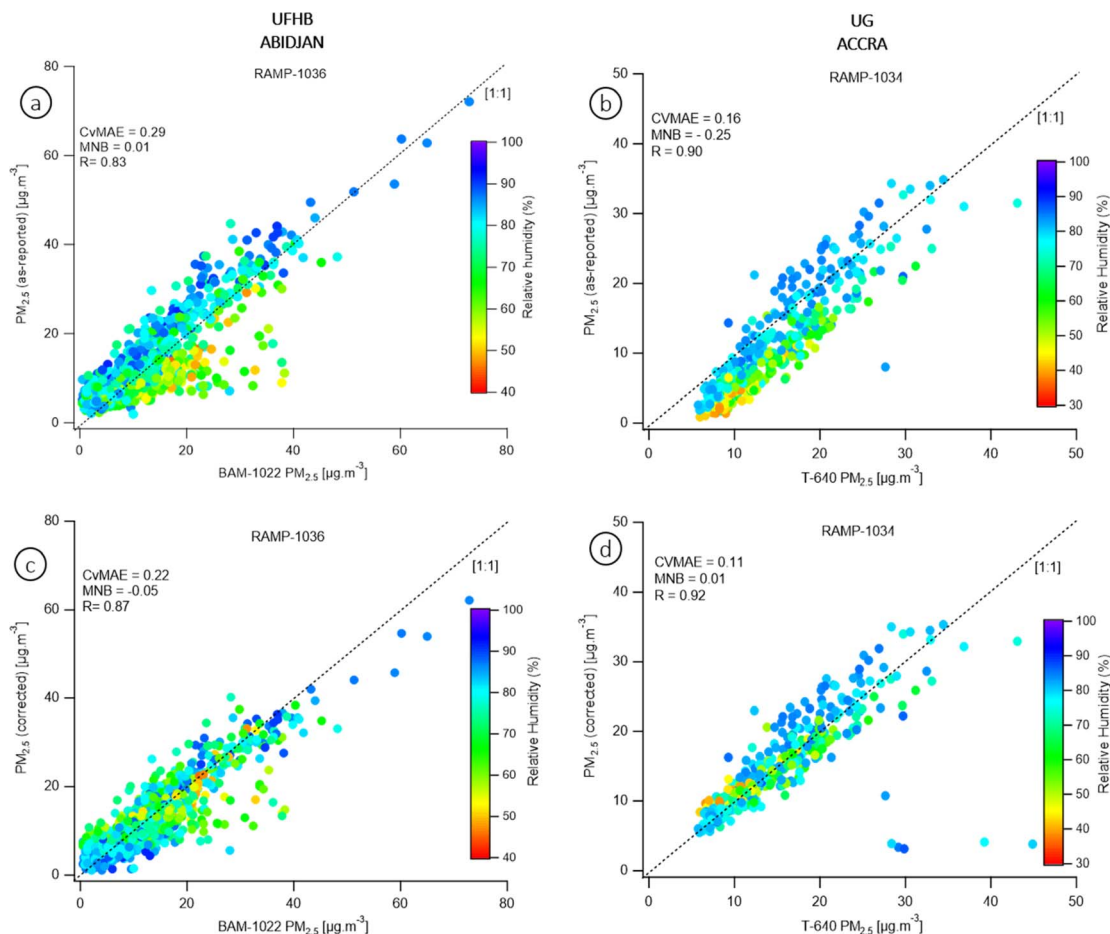 UFHB
ABIDJAN
UG
ACCRA
a
RAMP-1036
[1:1]
CvMAE = 0.29
MNB = 0.01
R= 0.83
PM2.5 (as-reported) [µg.m-3]
80
60
40
20
0
0 20 40 60 80
BAM-1022 PM2.5 [µg.m-3]
100
90
80
70
60
50
40
Relative humidity (%)
b
RAMP-1034
[1:1]
CVMAE = 0.16
MNB = - 0.25
R = 0.90
PM2.5 (as-reported) [µg.m-3]
50
40
30
20
10
0
0 10 20 30 40 50
T-640 PM2.5 [µg.m-3]
100
90
80
70
60
50
40
30
Relative Humidity (%)
c
RAMP-1036
[1:1]
CvMAE = 0.22
MNB = -0.05
R= 0.87
PM2.5 (corrected) [µg.m-3]
80
60
40
20
0
0 20 40 60 80
BAM-1022 PM2.5 [µg.m-3]
100
90
80
70
60
50
40
Relative Humidity (%)
d
RAMP-1034
[1:1]
CVMAE = 0.11
MNB = 0.01
R = 0.92
PM2.5 (corrected) [µg.m-3]
50
40
30
20
10
0
0 10 20 30 40 50
T-640 PM2.5 [µg.m-3]
100
90
80
70
60
50
40
30
Relative Humidity (%)